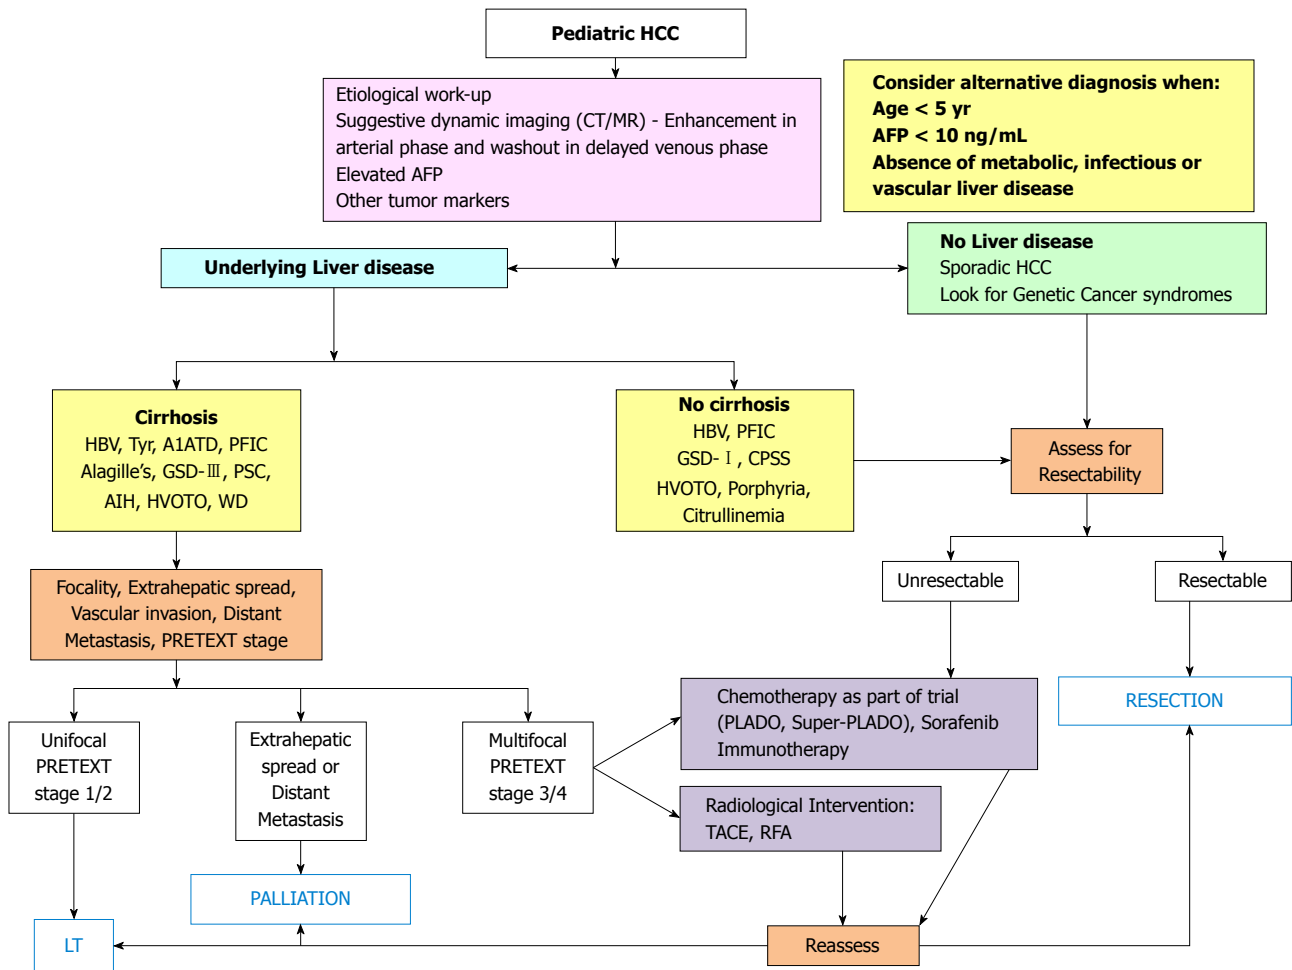 Pediatric HCC
Etiological work-up
Suggestive dynamic imaging (CT/MR) - Enhancement in
arterial phase and washout in delayed venous phase
Elevated AFP
Other tumor markers
Consider alternative diagnosis when:
Age < 5 yr
AFP < 10 ng/mL
Absence of metabolic, infectious or
vascular liver disease
Underlying Liver disease
No Liver disease
Sporadic HCC
Look for Genetic Cancer syndromes
Cirrhosis
HBV, Tyr, A1ATD, PFIC
Alagille's, GSD-Ⅲ, PSC,
AIH, HVOTO, WD
No cirrhosis
HBV, PFIC
GSD-Ⅰ, CPSS
HVOTO, Porphyria,
Citrullinemia
Assess for
Resectability
Focality, Extrahepatic spread,
Vascular invasion, Distant
Metastasis, PRETEXT stage
Unresectable
Resectable
Unifocal
PRETEXT
stage 1/2
Extrahepatic
spread or
Distant
Metastasis
Multifocal
PRETEXT
stage 3/4
Chemotherapy as part of trial
(PLADO, Super-PLADO), Sorafenib
Immunotherapy
RESECTION
Radiological Intervention:
TACE, RFA
PALLIATION
LT
Reassess